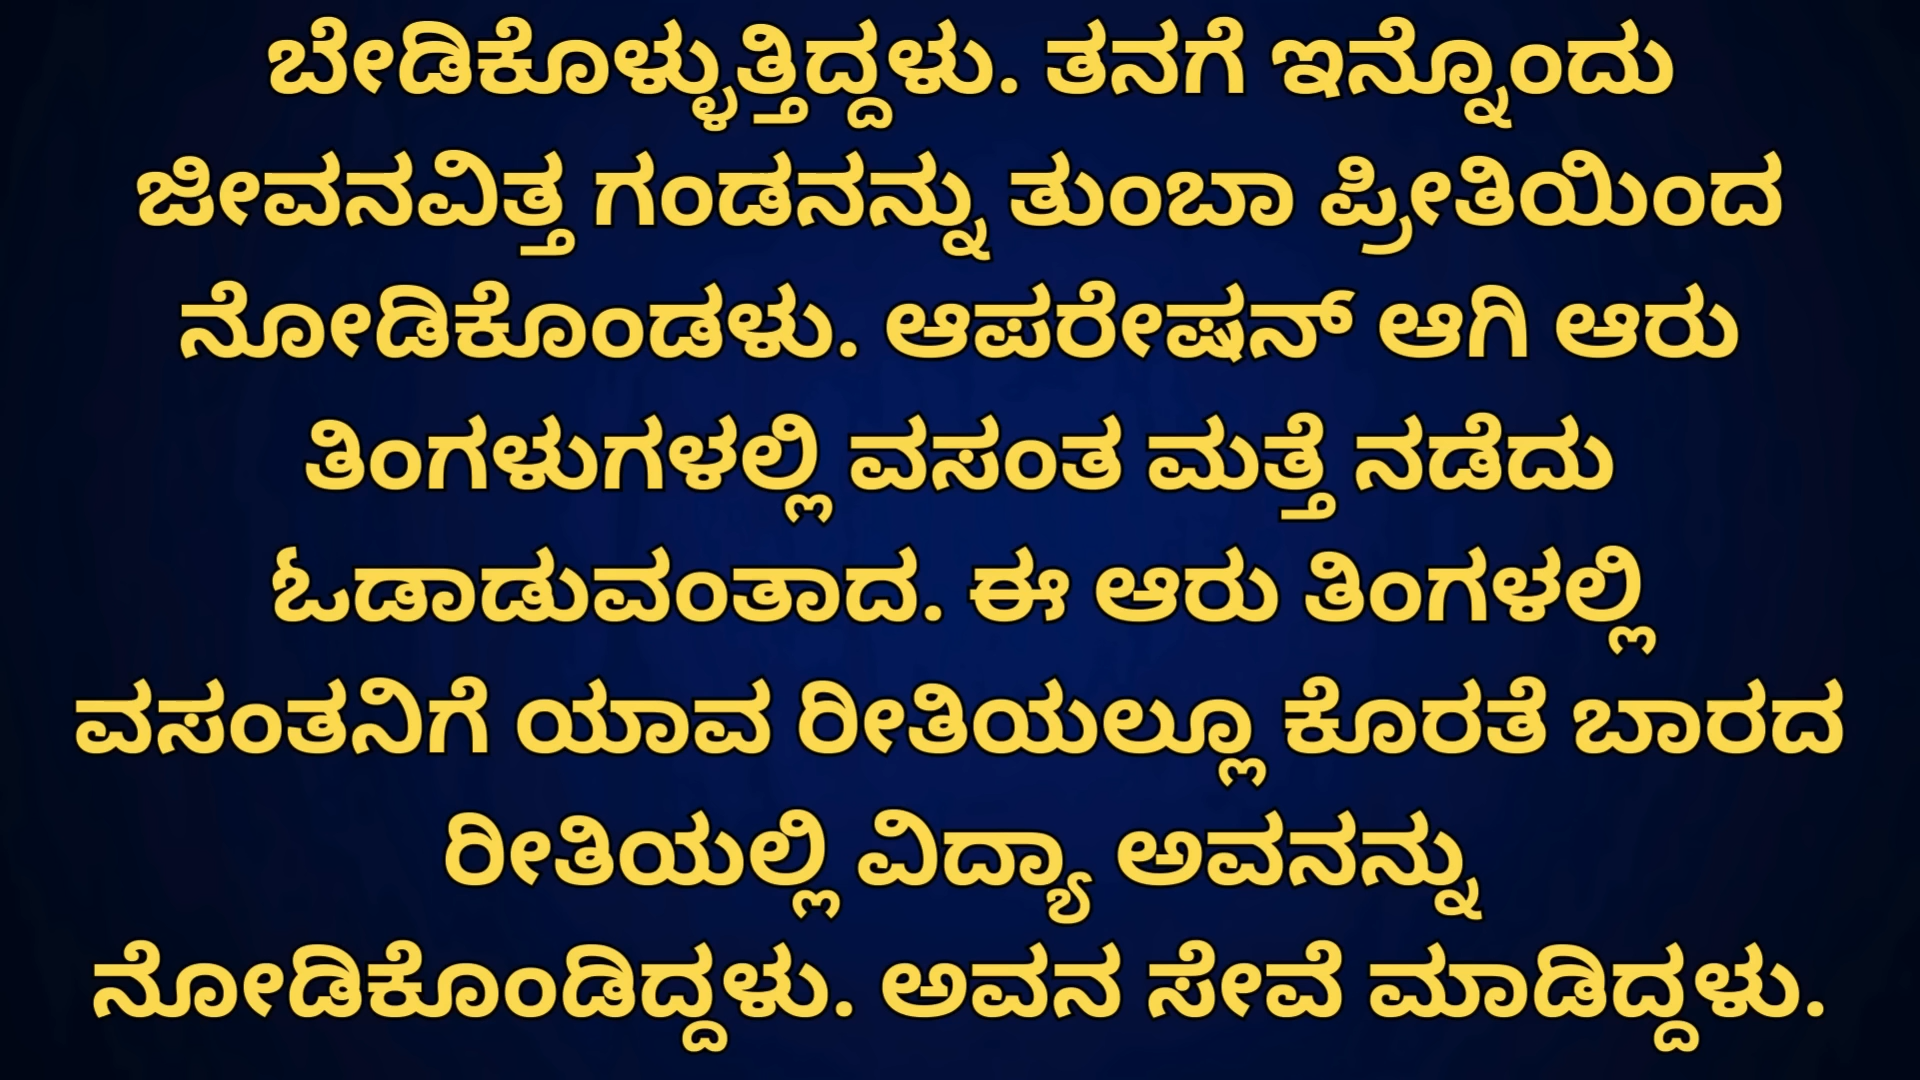 ಬೇಡಿಕೊಳ್ಳುತ್ತಿದ್ದಳು. ತನಗೆ ಇನ್ನೊಂದು
ಜೀವನವಿತ್ತ ಗಂಡನನ್ನು ತುಂಬಾ ಪ್ರೀತಿಯಿಂದ
ನೋಡಿಕೊಂಡಳು. ಆಪರೇಷನ್ ಆಗಿ ಆರು
ತಿಂಗಳುಗಳಲ್ಲಿ ವಸಂತ ಮತ್ತೆ ನಡೆದು
ಓಡಾಡುವಂತಾದ. ಈ ಆರು ತಿಂಗಳಲ್ಲಿ
ವಸಂತನಿಗೆ ಯಾವ ರೀತಿಯಲ್ಲೂ ಕೊರತೆ ಬಾರದ
ರೀತಿಯಲ್ಲಿ ವಿದ್ಯಾ ಅವನನ್ನು
ನೋಡಿಕೊಂಡಿದ್ದಳು. ಅವನ ಸೇವೆ ಮಾಡಿದ್ದಳು.